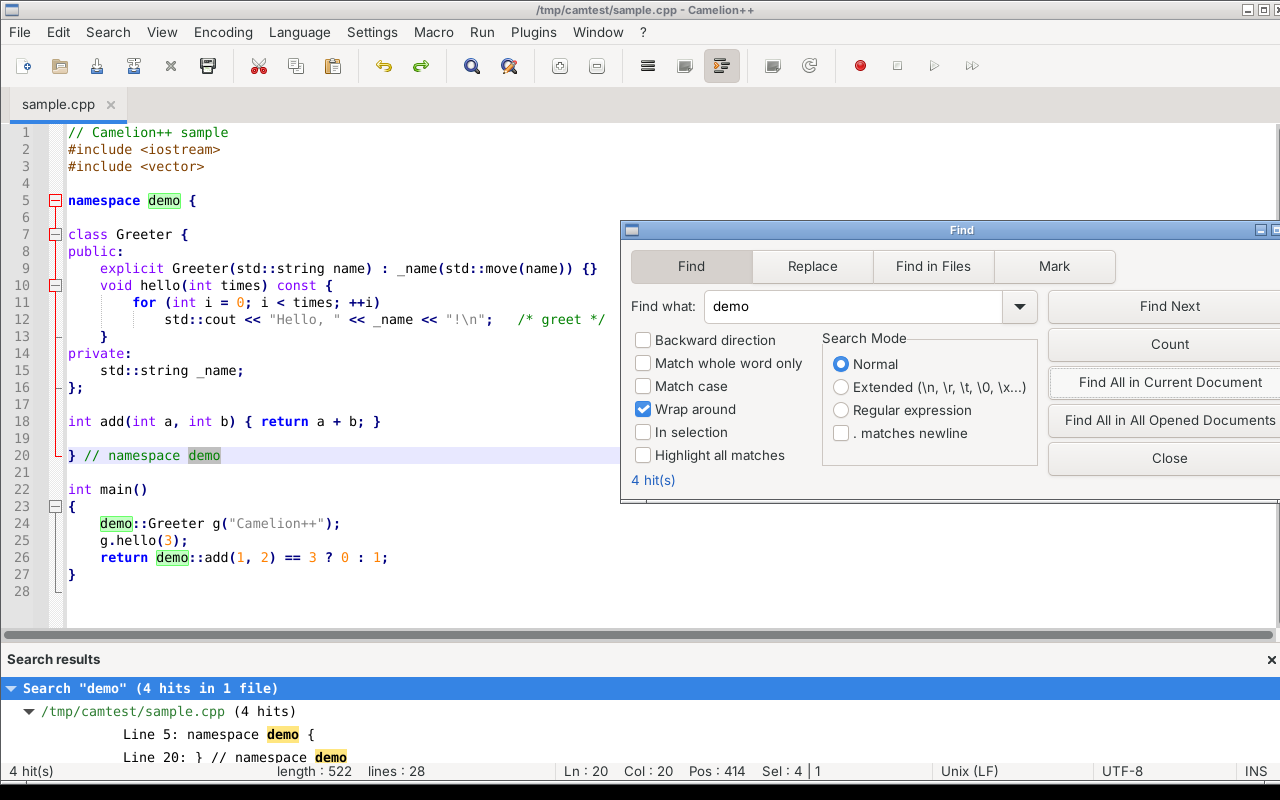 /tmp/camtest/sample.cpp - Camelion++
File Edit Search View Encoding Language Settings Macro Run Plugins Window ?
sample.cpp
1 // Camelion++ sample
2 #include <iostream>
3 #include <vector>
4
5 namespace demo {
6
7 class Greeter {
8 public:
9     explicit Greeter(std::string name) : _name(std::move(name)) {}
10     void hello(int times) const {
11         for (int i = 0; i < times; ++i)
12             std::cout << "Hello, " << _name << "!\n";   /* greet */
13     }
14 private:
15     std::string _name;
16 };
17
18 int add(int a, int b) { return a + b; }
19
20 } // namespace demo
21
22 int main()
23 {
24     demo::Greeter g("Camelion++");
25     g.hello(3);
26     return demo::add(1, 2) == 3 ? 0 : 1;
27 }
28
Find
Find Replace Find in Files Mark
Find what: demo
Find Next
Count
Find All in Current Document
Find All in All Opened Documents
Close
Backward direction
Match whole word only
Match case
Wrap around
In selection
Highlight all matches
Search Mode
Normal
Extended (\n, \r, \t, \0, \x...)
Regular expression
. matches newline
4 hit(s)
Search results
Search "demo" (4 hits in 1 file)
/tmp/camtest/sample.cpp (4 hits)
Line 5: namespace demo {
Line 20: } // namespace demo
4 hit(s) length : 522 lines : 28 Ln : 20 Col : 20 Pos : 414 Sel : 4 | 1 Unix (LF) UTF-8 INS